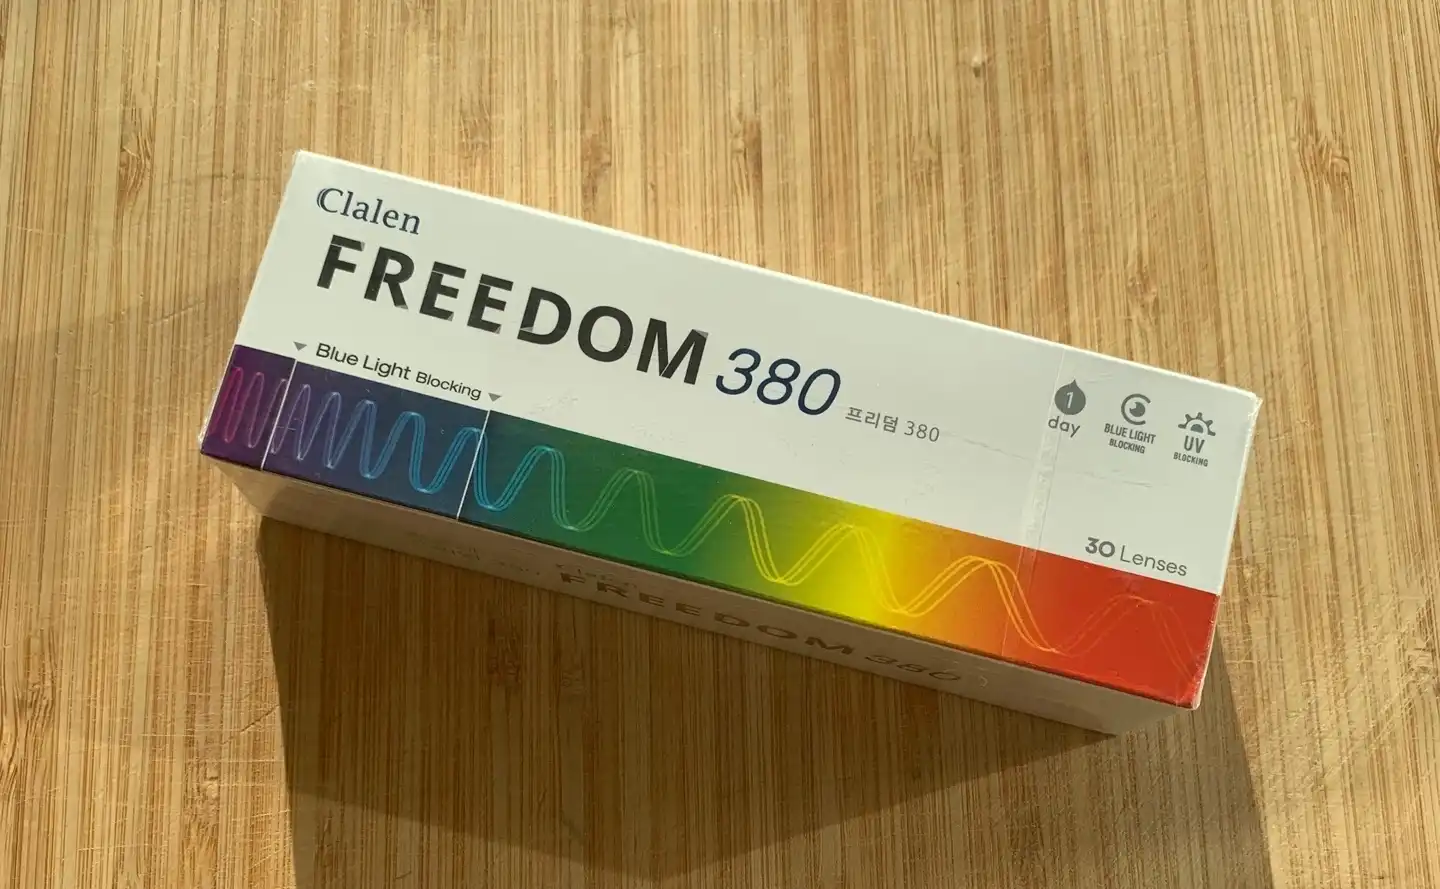 Clalen
FREEDOM 380 프리덤 380
Blue Light Blocking
1
day
BLUE LIGHT
BLOCKING
UV
BLOCKING
30 Lenses
Clalen
FREEDOM 380